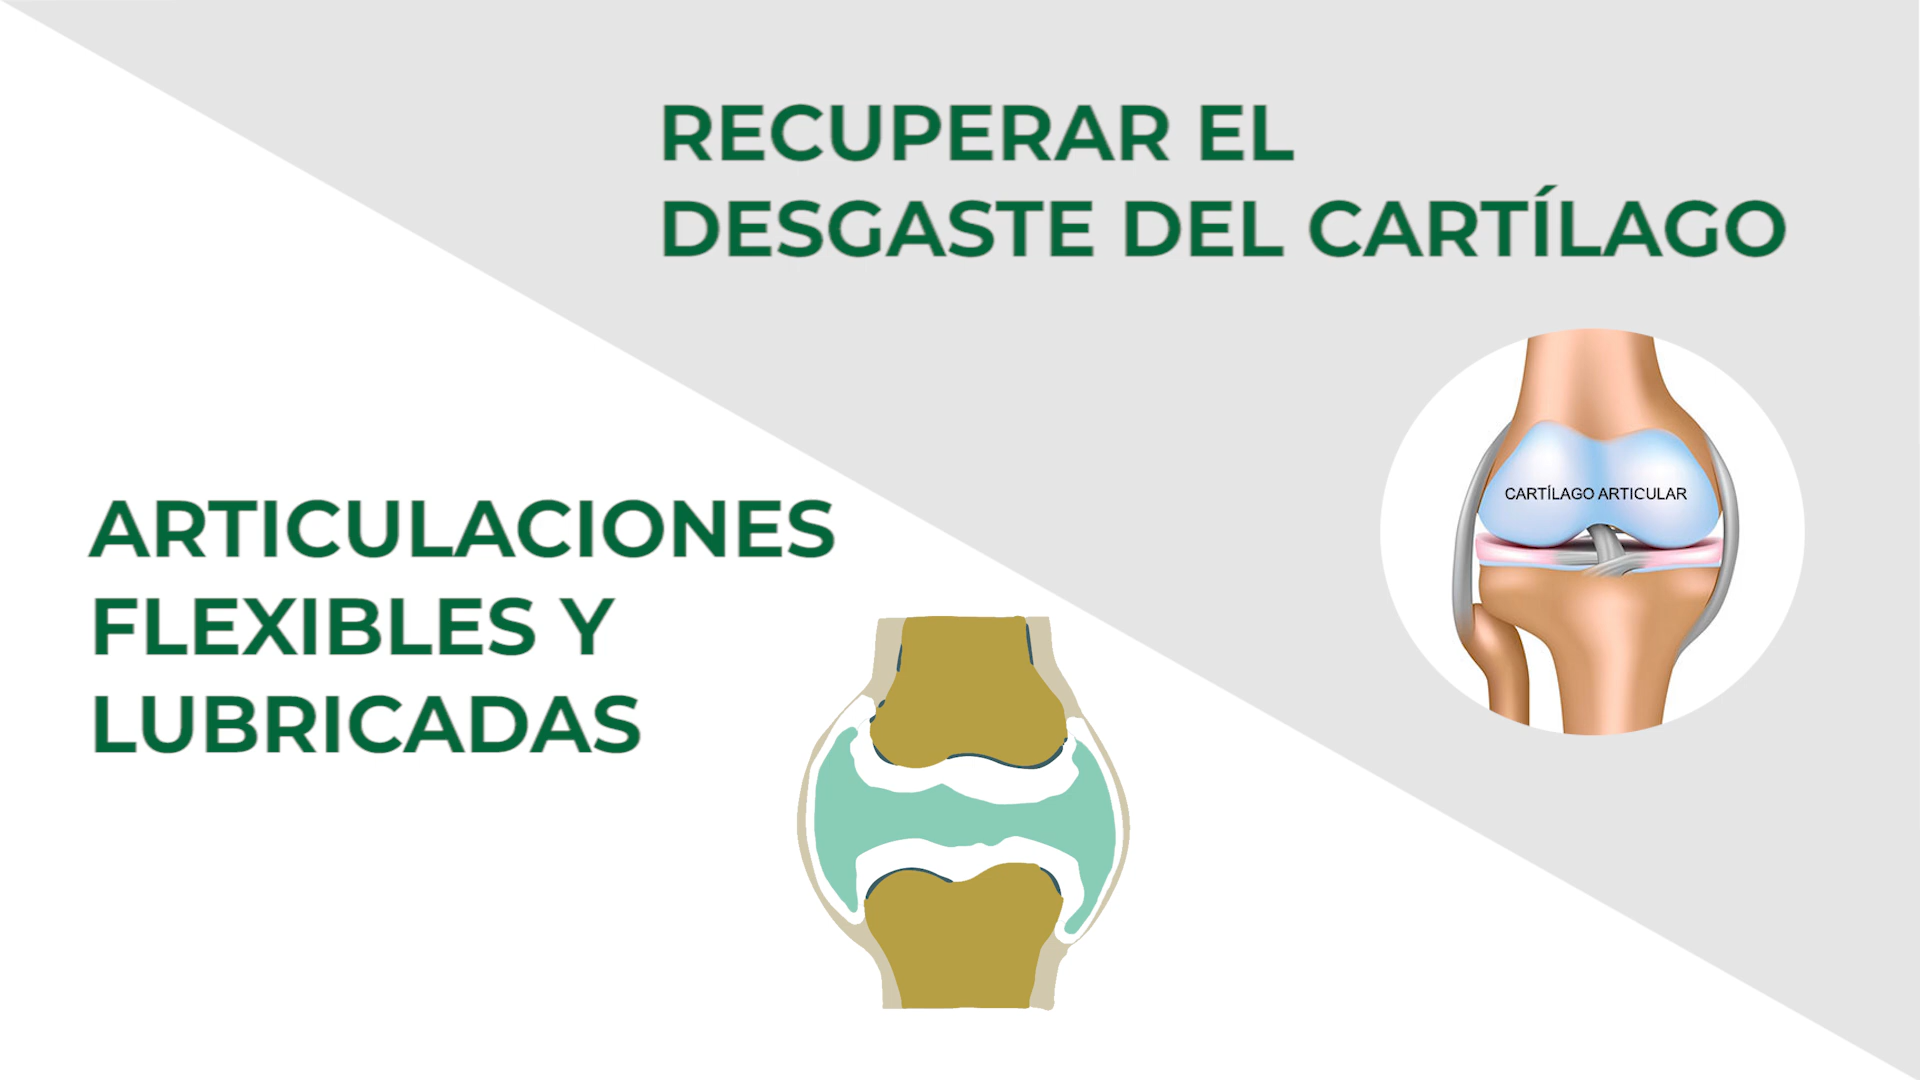 RECUPERAR EL
DESGASTE DEL CARTÍLAGO
CARTÍLAGO ARTICULAR
ARTICULACIONES
FLEXIBLES Y
LUBRICADAS